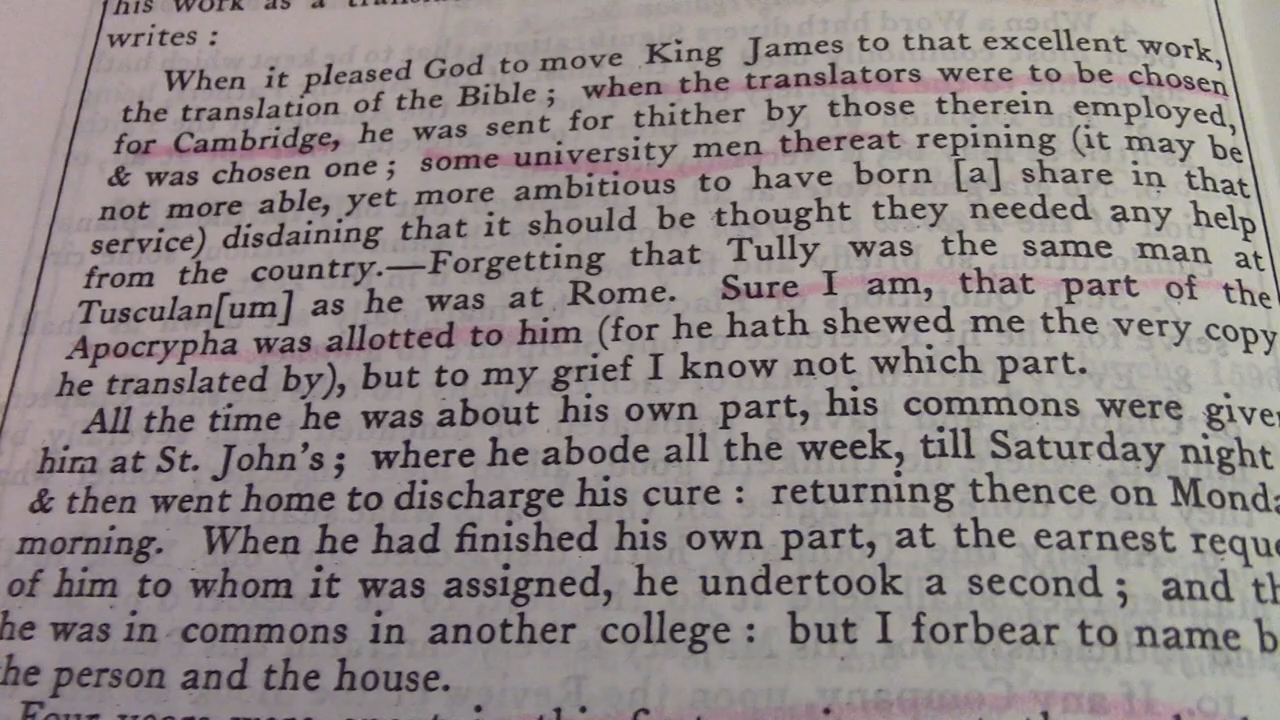 his work as a
writes :
When it pleased God to move King James to that excellent work,
the translation of the Bible ; when the translators were to be chosen
for Cambridge, he was sent for thither by those therein employed,
& was chosen one ; some university men thereat repining (it may be
not more able, yet more ambitious to have born [a] share in that
service) disdaining that it should be thought they needed any help
from the country.—Forgetting that Tully was the same man at
Tusculan[um] as he was at Rome. Sure I am, that part of the
Apocrypha was allotted to him (for he hath shewed me the very copy
he translated by), but to my grief I know not which part.
All the time he was about his own part, his commons were give
him at St. John's ; where he abode all the week, till Saturday night
& then went home to discharge his cure : returning thence on Monda
morning. When he had finished his own part, at the earnest reque
of him to whom it was assigned, he undertook a second ; and th
he was in commons in another college : but I forbear to name b
he person and the house.
Four years were